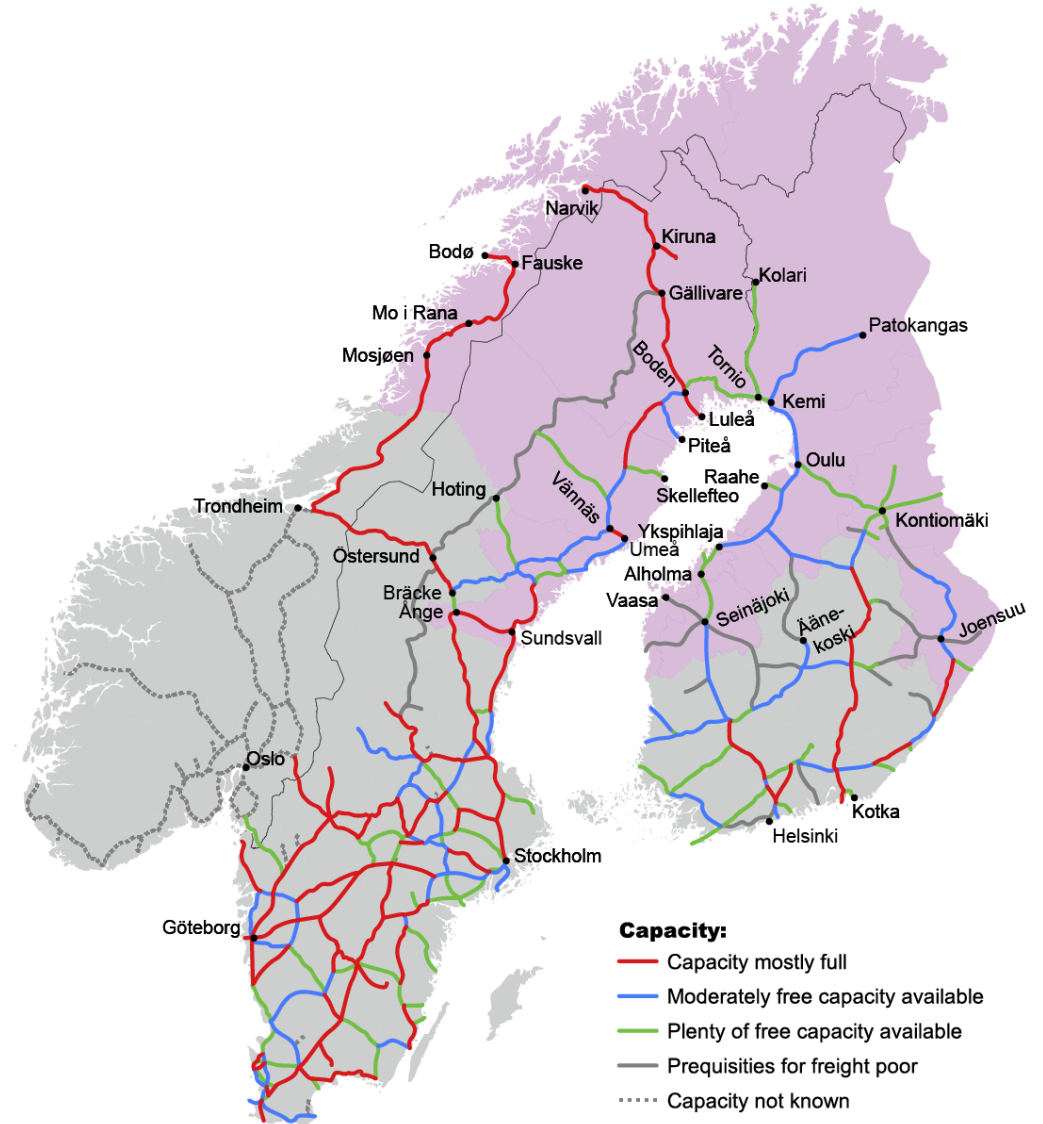 Narvik
Kiruna
Bodø
Fauske
Kolari
Gällivare
Mo i Rana
Patokangas
Mosjøen
Boden
Tornio
Kemi
Luleå
Piteå
Oulu
Raahe
Hoting
Skellefteo
Trondheim
Vännäs
Kontiomäki
Ykspihlaja
Umeå
Östersund
Alholma
Bräcke
Vaasa
Ånge
Seinäjoki
Ääne-
koski
Joensuu
Sundsvall
Oslo
Kotka
Helsinki
Stockholm
Göteborg
Capacity:
Capacity mostly full
Moderately free capacity available
Plenty of free capacity available
Prequisities for freight poor
Capacity not known